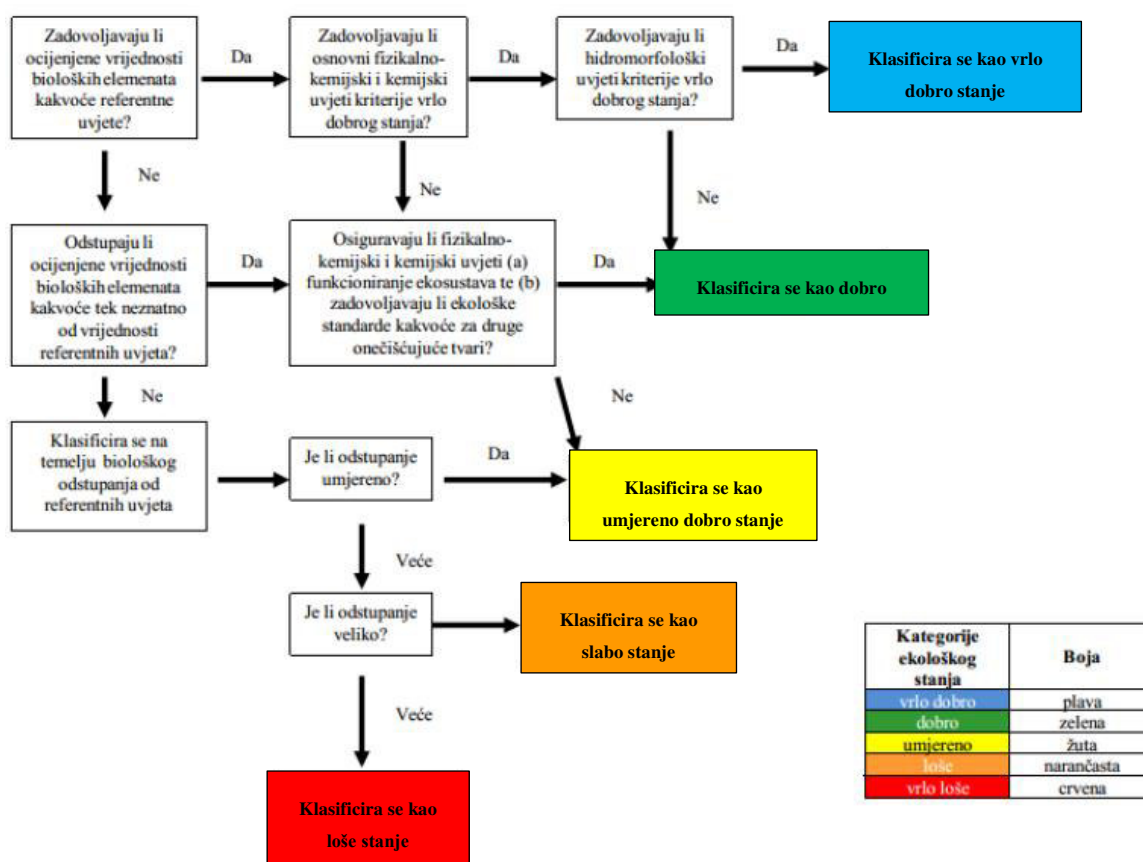 Zadovoljavaju li
ocijenjene vrijednosti
bioloških elemenata
kakvoće referentne
uvjete?
Da
Zadovoljavaju li
osnovni fizikalno-
kemijski i kemijski
uvjeti kriterije vrlo
dobrog stanja?
Da
Zadovoljavaju li
hidromorfološki
uvjeti kriterije vrlo
dobrog stanja?
Da
Klasificira se kao vrlo
dobro stanje
Ne
Ne
Ne
Odstupaju li
ocijenjene vrijednosti
bioloških elemenata
kakvoće tek neznatno
od vrijednosti
referentnih uvjeta?
Da
Osiguravaju li fizikalno-
kemijski i kemijski uvjeti (a)
funkcioniranje ekosustava te (b)
zadovoljavaju li ekološke
standarde kakvoće za druge
onečišćujuće tvari?
Da
Klasificira se kao dobro
Ne
Ne
Klasificira se na
temelju biološkog
odstupanja od
referentnih uvjeta
Je li odstupanje
umjereno?
Da
Klasificira se kao
umjereno dobro stanje
Veće
Je li odstupanje
veliko?
Klasificira se kao
slabo stanje
Veće
Klasificira se kao
loše stanje
Kategorije
ekološkog
stanja
Boja
vrlo dobro
plava
dobro
zelena
umjereno
žuta
loše
narančasta
vrlo loše
crvena